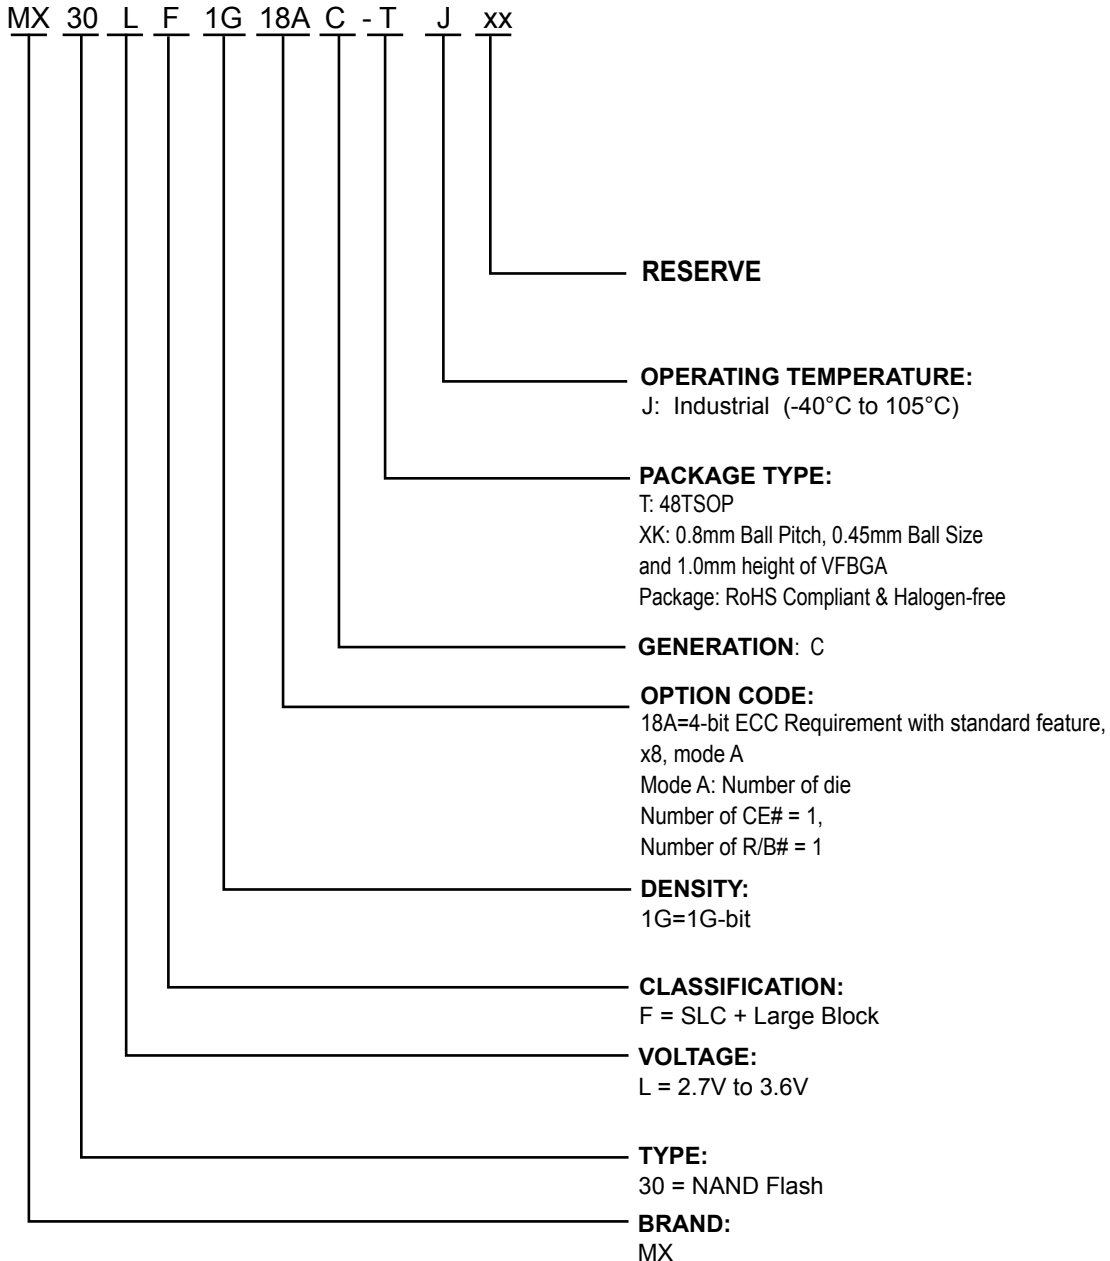 MX 30 L F 1G 18A C - T J xx
RESERVE
OPERATING TEMPERATURE:
J: Industrial (-40°C to 105°C)
PACKAGE TYPE:
T: 48TSOP
XK: 0.8mm Ball Pitch, 0.45mm Ball Size
and 1.0mm height of VFBGA
Package: RoHS Compliant & Halogen-free
GENERATION: C
OPTION CODE:
18A=4-bit ECC Requirement with standard feature,
x8, mode A
Mode A: Number of die
Number of CE# = 1,
Number of R/B# = 1
DENSITY:
1G=1G-bit
CLASSIFICATION:
F = SLC + Large Block
VOLTAGE:
L = 2.7V to 3.6V
TYPE:
30 = NAND Flash
BRAND:
MX